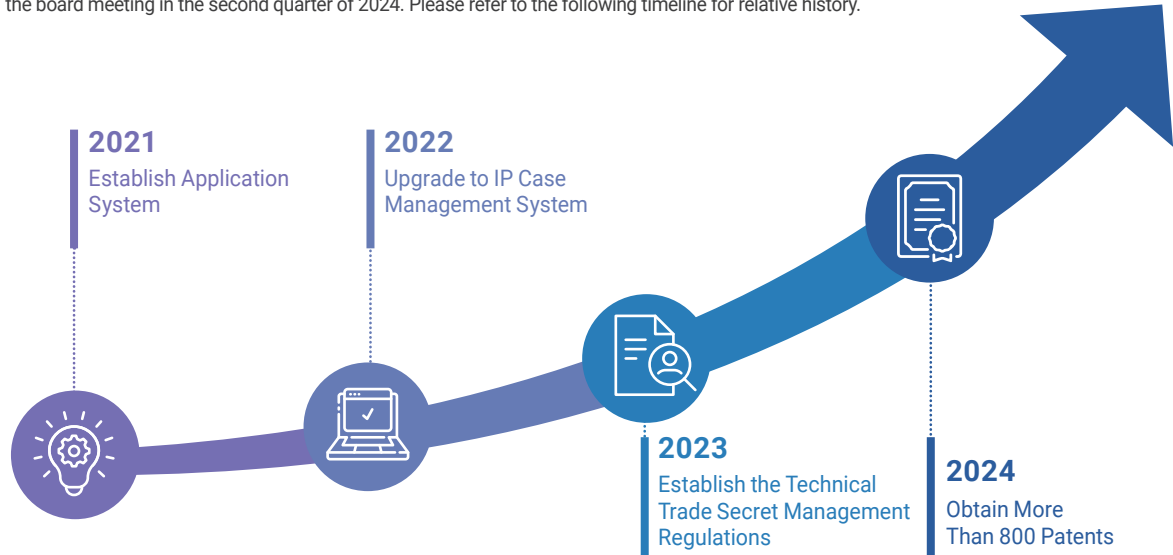 the board meeting in the second quarter of 2024. Please refer to the following timeline for relative history.
2021
Establish Application
System
2022
Upgrade to IP Case
Management System
2023
Establish the Technical
Trade Secret Management
Regulations
2024
Obtain More
Than 800 Patents